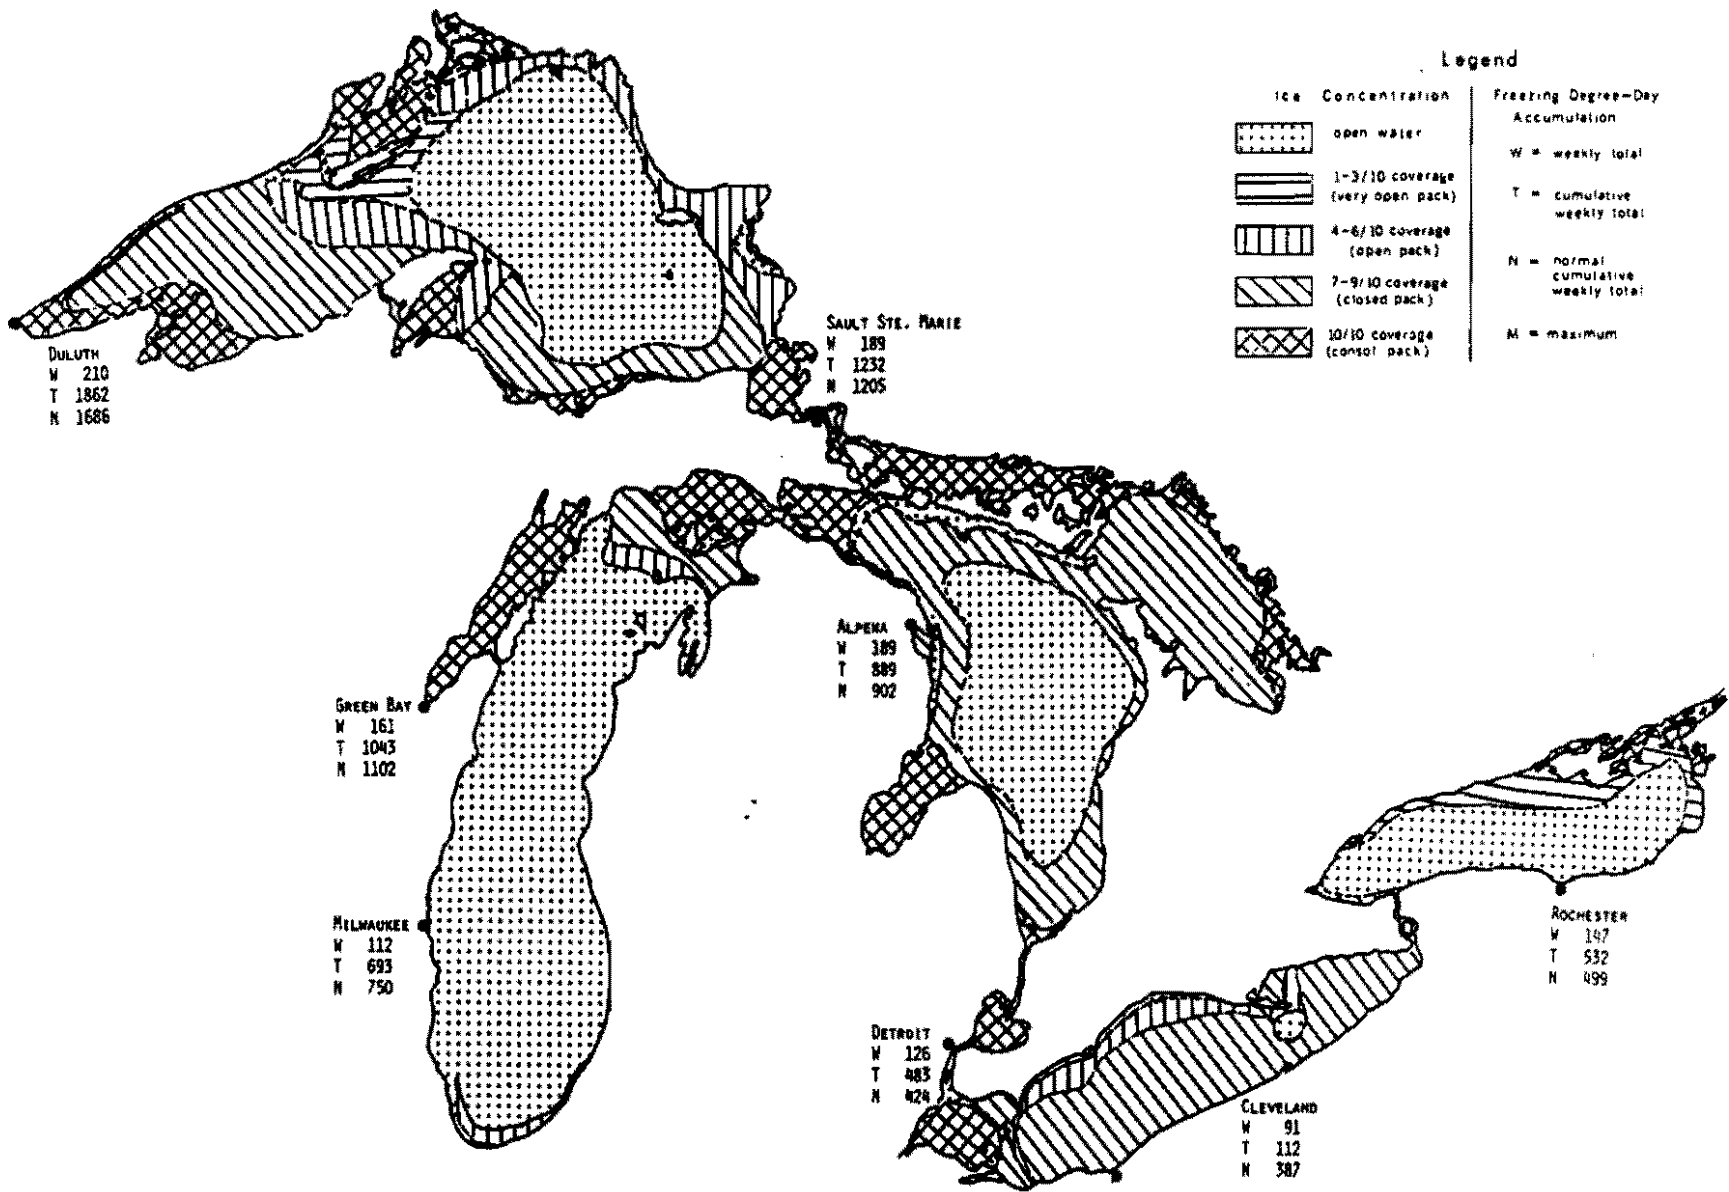 Legend
Ice Concentration
open water
1-3/10 coverage
(very open pack)
4-6/10 coverage
(open pack)
7-9/10 coverage
(closed pack)
10/10 coverage
(consol pack)
Freezing Degree-Day
Accumulation
W = weekly total
T = cumulative
weekly total
N = normal
cumulative
weekly total
M = maximum
DULUTH
W 210
T 1862
N 1686
SAULT STE. MARIE
W 189
T 1232
N 1205
ALPENA
W 189
T 889
N 902
GREEN BAY
W 161
T 1043
N 1102
MILWAUKEE
W 112
T 693
N 750
DETROIT
W 126
T 483
N 424
CLEVELAND
W 91
T 112
N 387
ROCHESTER
W 147
T 532
N 499